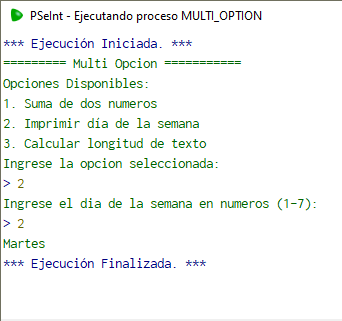 PSeInt - Ejecutando proceso MULTI_OPTION
*** Ejecución Iniciada. ***
========= Multi Opcion ===========
Opciones Disponibles:
1. Suma de dos numeros
2. Imprimir día de la semana
3. Calcular longitud de texto
Ingrese la opcion seleccionada:
> 2
Ingrese el dia de la semana en numeros (1-7):
> 2
Martes
*** Ejecución Finalizada. ***